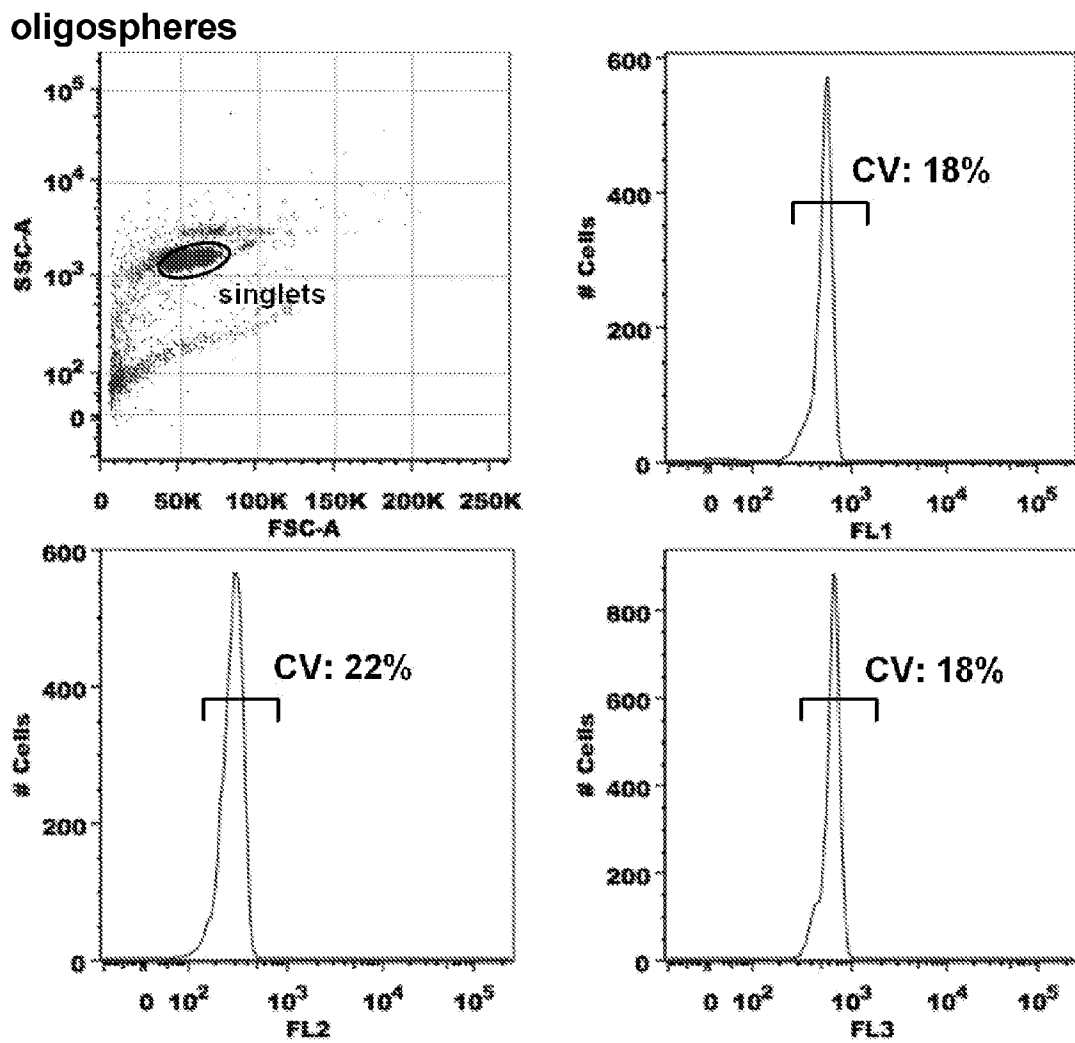 oligospheres
10^5
10^4
10^3
10^2
0
SSC-A
singlets
0 50K 100K 150K 200K 250K
FSC-A
600
400
200
0
# Cells
CV: 18%
0 10^2 10^3 10^4 10^5
FL1
600
400
200
0
# Cells
CV: 22%
0 10^2 10^3 10^4 10^5
FL2
800
600
400
200
0
# Cells
CV: 18%
0 10^2 10^3 10^4 10^5
FL3